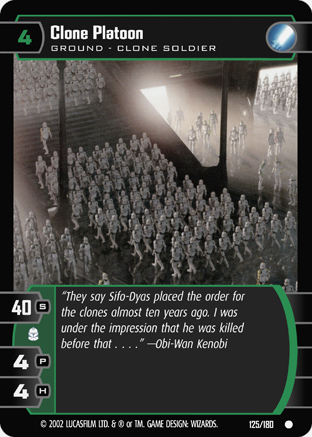 4 Clone Platoon
GROUND - CLONE SOLDIER
40 S
"They say Sifo-Dyas placed the order for
the clones almost ten years ago. I was
under the impression that he was killed
before that . . . ." —Obi-Wan Kenobi
4 P
4 H
© 2002 LUCASFILM LTD. & ® or TM. GAME DESIGN: WIZARDS. 125/180